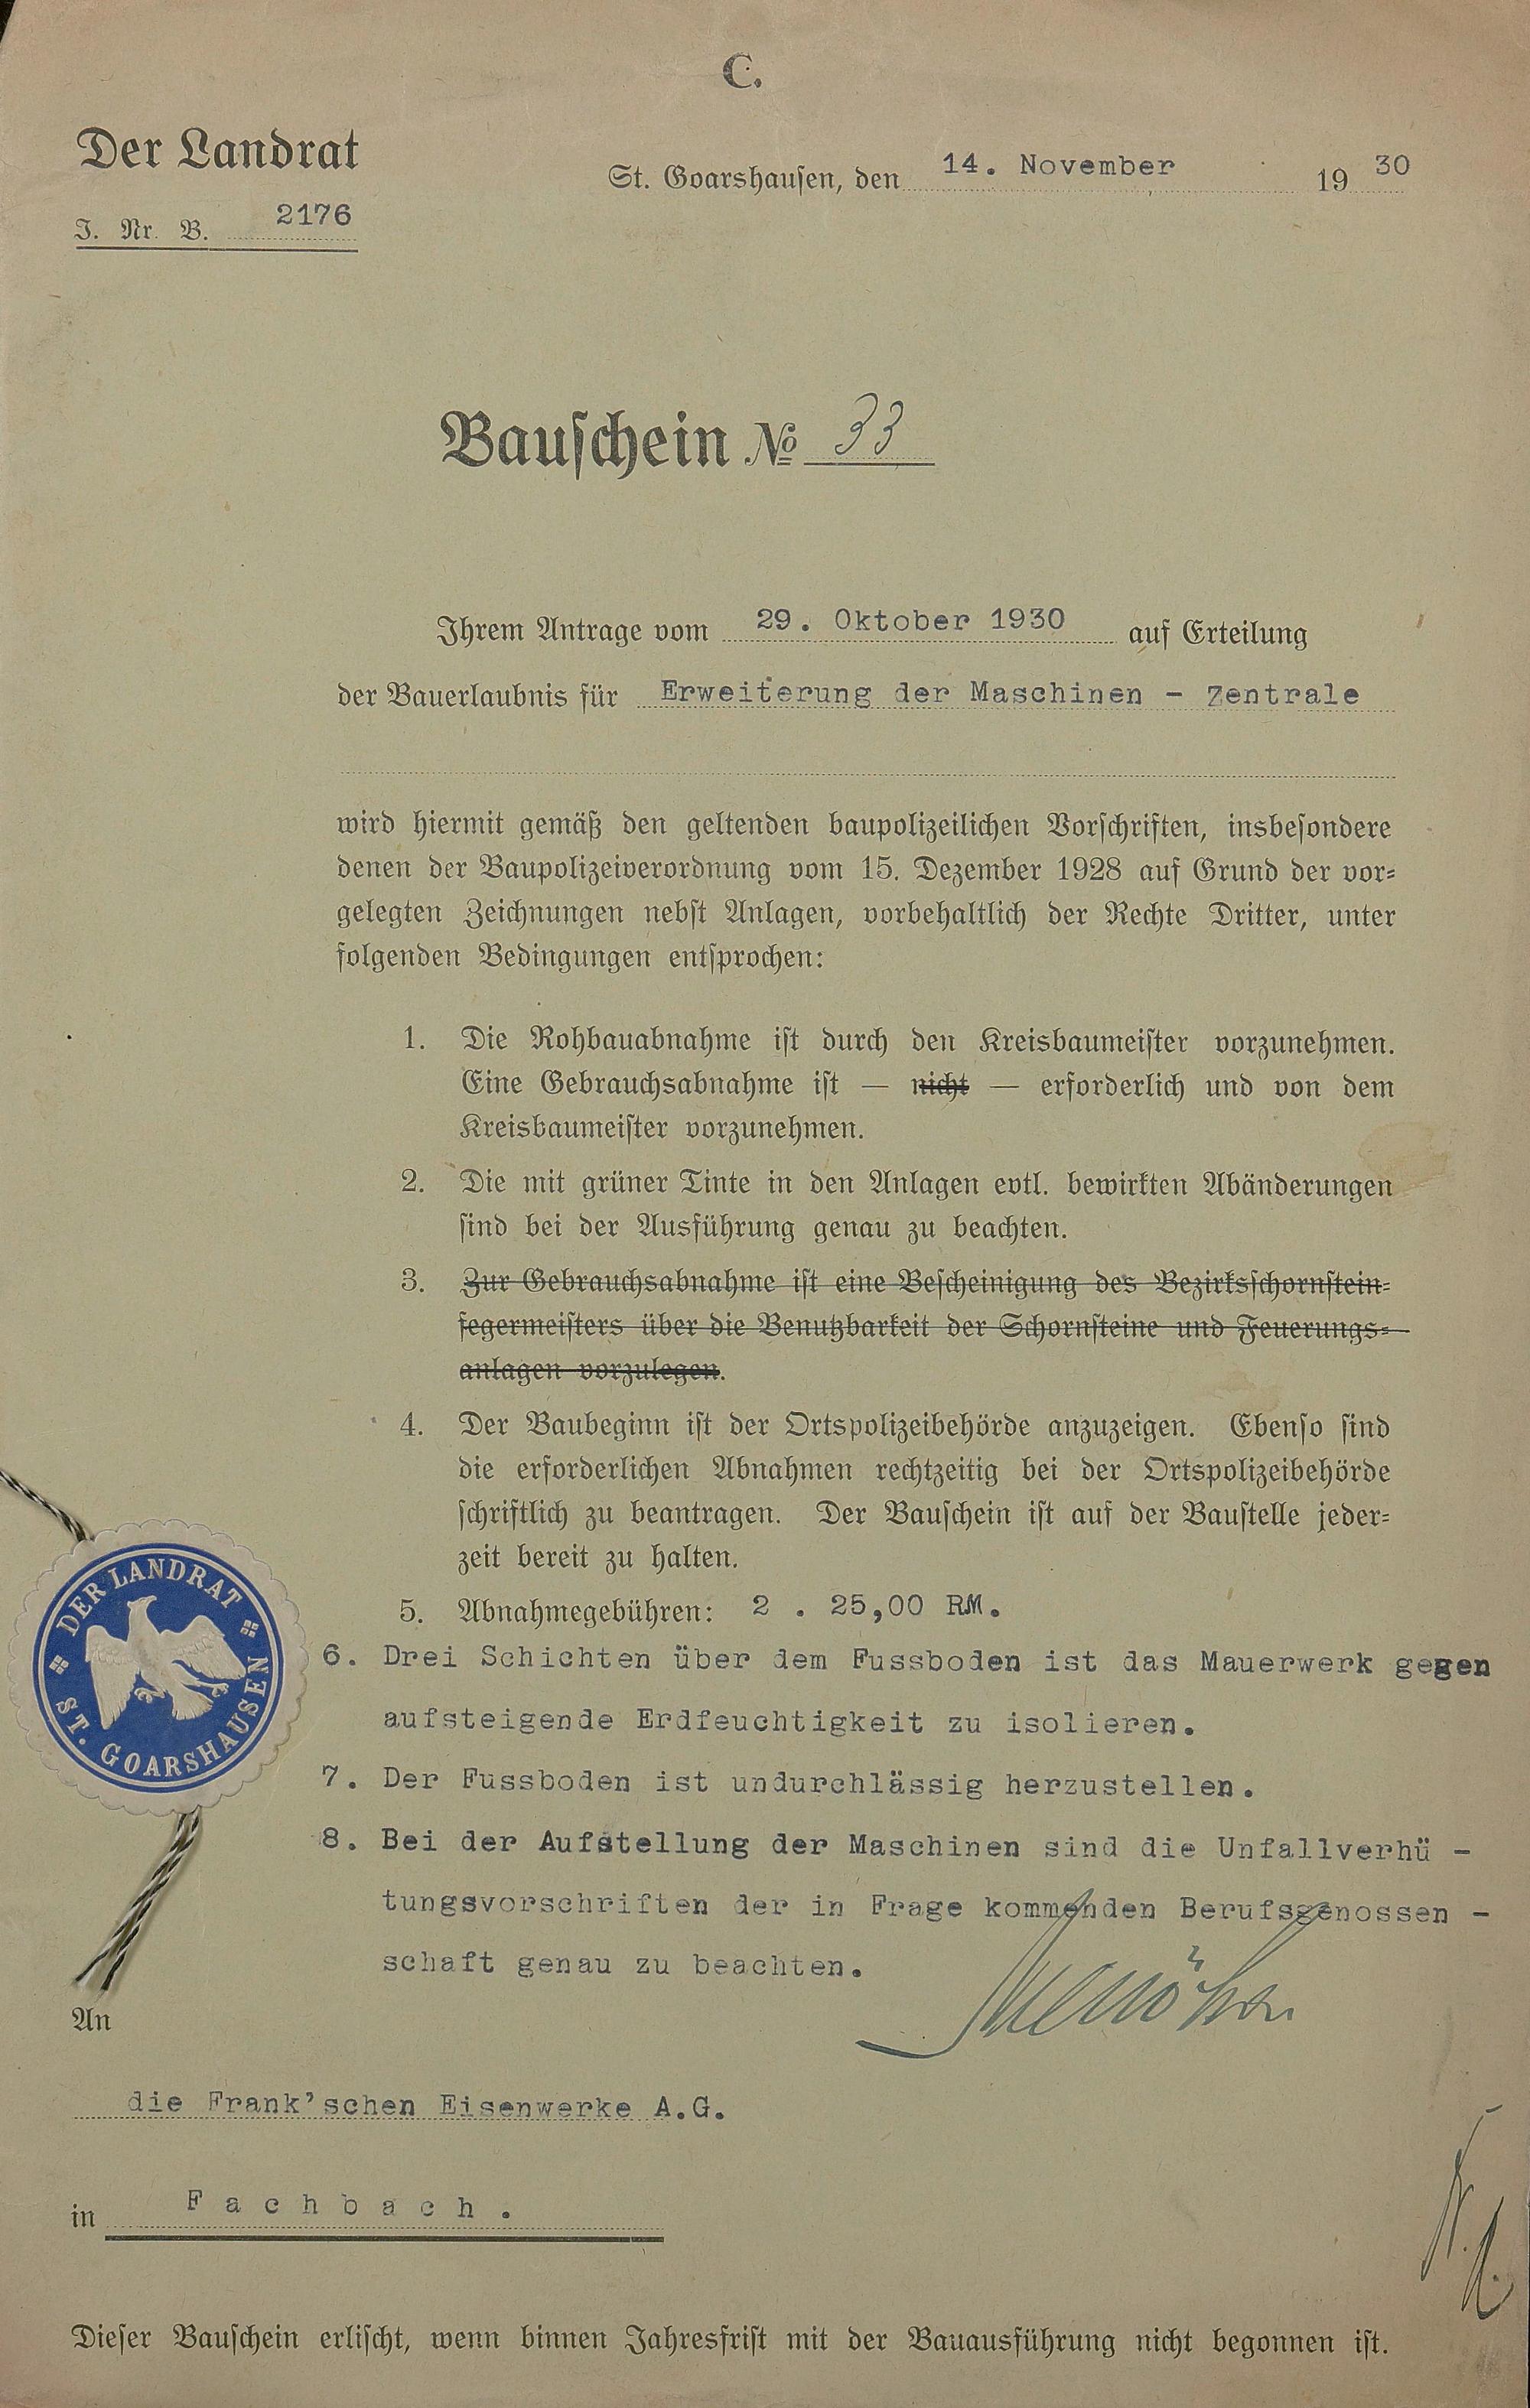 C.
Der Landrat
St. Goarshausen, den 14. November 1930
J. Nr. B. 2176
Bauschein № 33
Ihrem Antrage vom 29. Oktober 1930 auf Erteilung
der Bauerlaubnis für Erweiterung der Maschinen - Zentrale
wird hiermit gemäß den geltenden baupolizeilichen Vorschriften, insbesondere
denen der Baupolizeiverordnung vom 15. Dezember 1928 auf Grund der vor-
gelegten Zeichnungen nebst Anlagen, vorbehaltlich der Rechte Dritter, unter
folgenden Bedingungen entsprochen:
1. Die Rohbauabnahme ist durch den Kreisbaumeister vorzunehmen.
Eine Gebrauchsabnahme ist — nicht — erforderlich und von dem
Kreisbaumeister vorzunehmen.
2. Die mit grüner Tinte in den Anlagen evtl. bewirkten Abänderungen
sind bei der Ausführung genau zu beachten.
3. Zur Gebrauchsabnahme ist eine Bescheinigung des Bezirksschornstein-
fegermeisters über die Benutzbarkeit der Schornsteine und Feuerungs-
anlagen vorzulegen.
4. Der Baubeginn ist der Ortspolizeibehörde anzuzeigen. Ebenso sind
die erforderlichen Abnahmen rechtzeitig bei der Ortspolizeibehörde
schriftlich zu beantragen. Der Bauschein ist auf der Baustelle jeder-
zeit bereit zu halten.
5. Abnahmegebühren: 2 . 25,00 RM.
6. Drei Schichten über dem Fussboden ist das Mauerwerk gegen
aufsteigende Erdfeuchtigkeit zu isolieren.
7. Der Fussboden ist undurchlässig herzustellen.
8. Bei der Aufstellung der Maschinen sind die Unfallverhü -
tungsvorschriften der in Frage kommenden Berufsgenossen -
schaft genau zu beachten.
DER LANDRAT
ST. GOARSHAUSEN
An
die Frank'schen Eisenwerke A.G.
in Fachbach.
Dieser Bauschein erlischt, wenn binnen Jahresfrist mit der Bauausführung nicht begonnen ist.